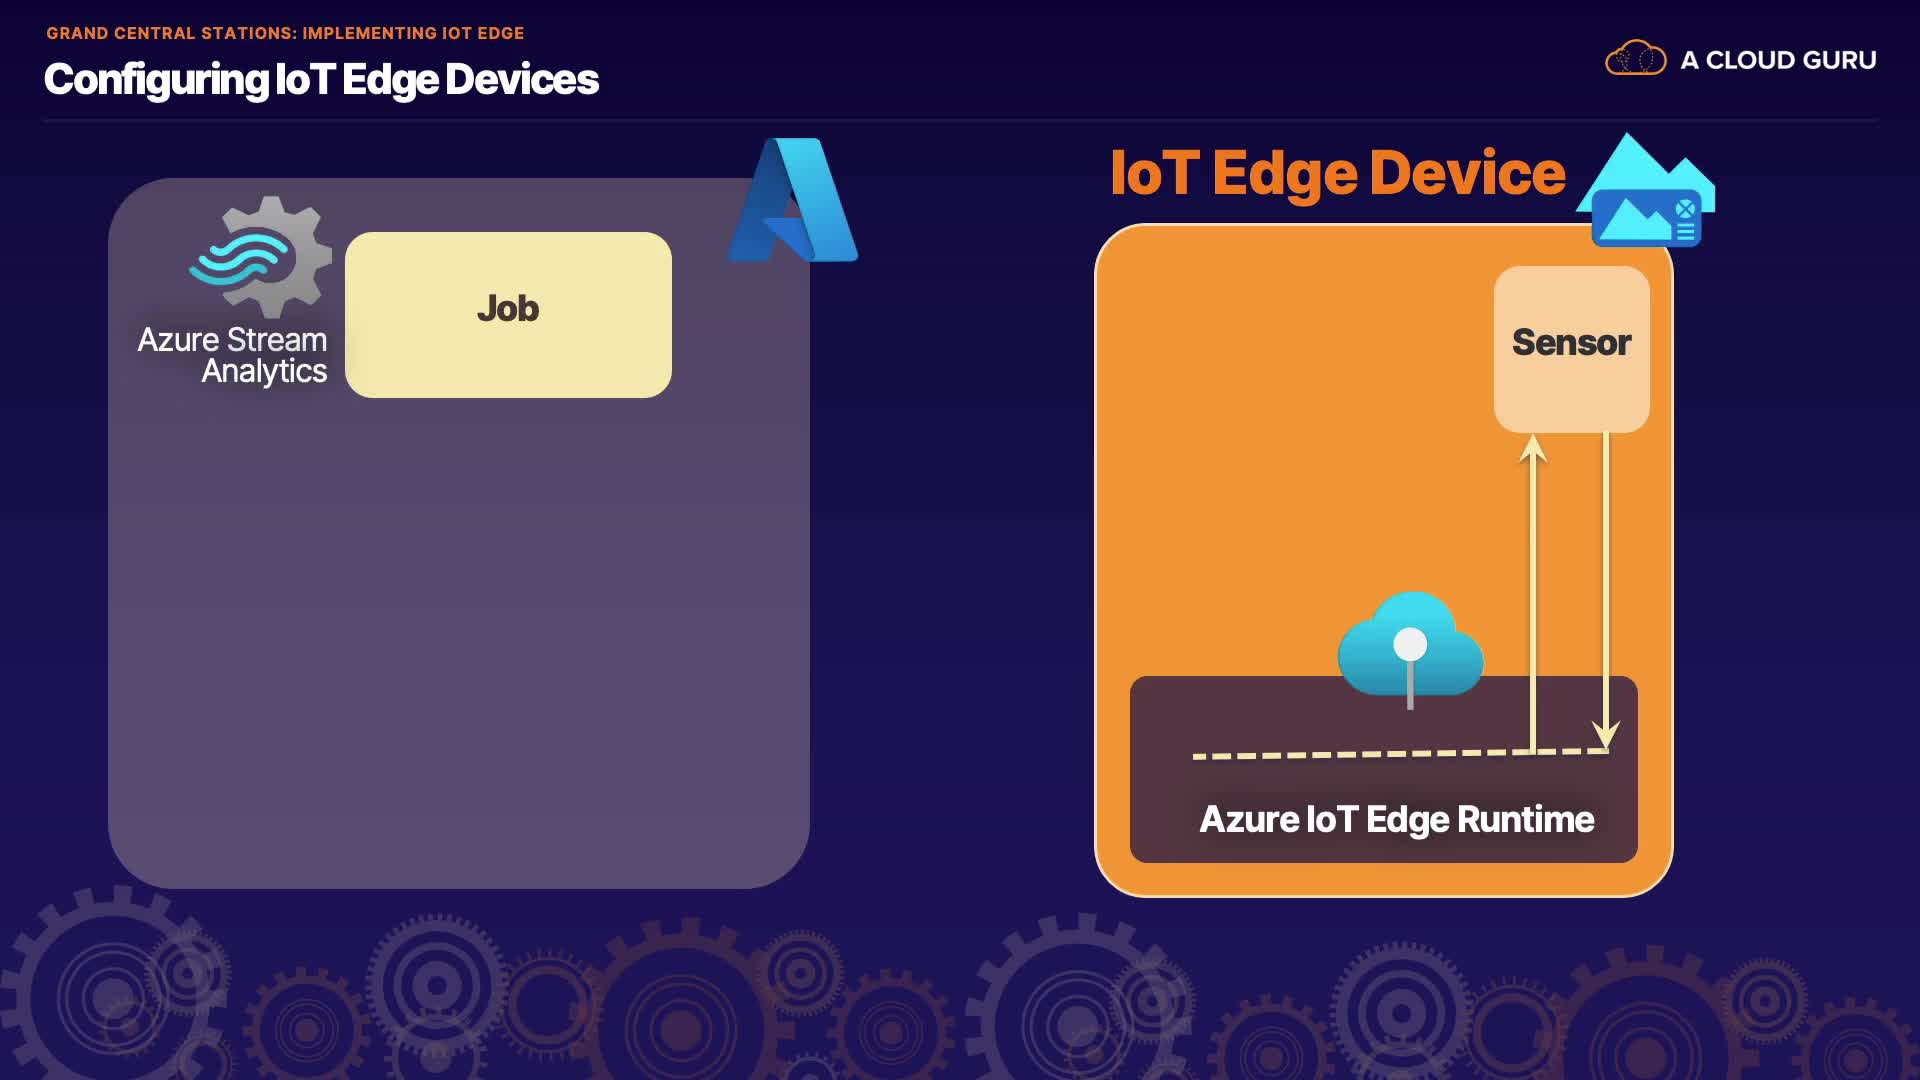 GRAND CENTRAL STATIONS: IMPLEMENTING IOT EDGE
Configuring IoT Edge Devices
A CLOUD GURU
IoT Edge Device
Job
Azure Stream
Analytics
Sensor
Azure IoT Edge Runtime